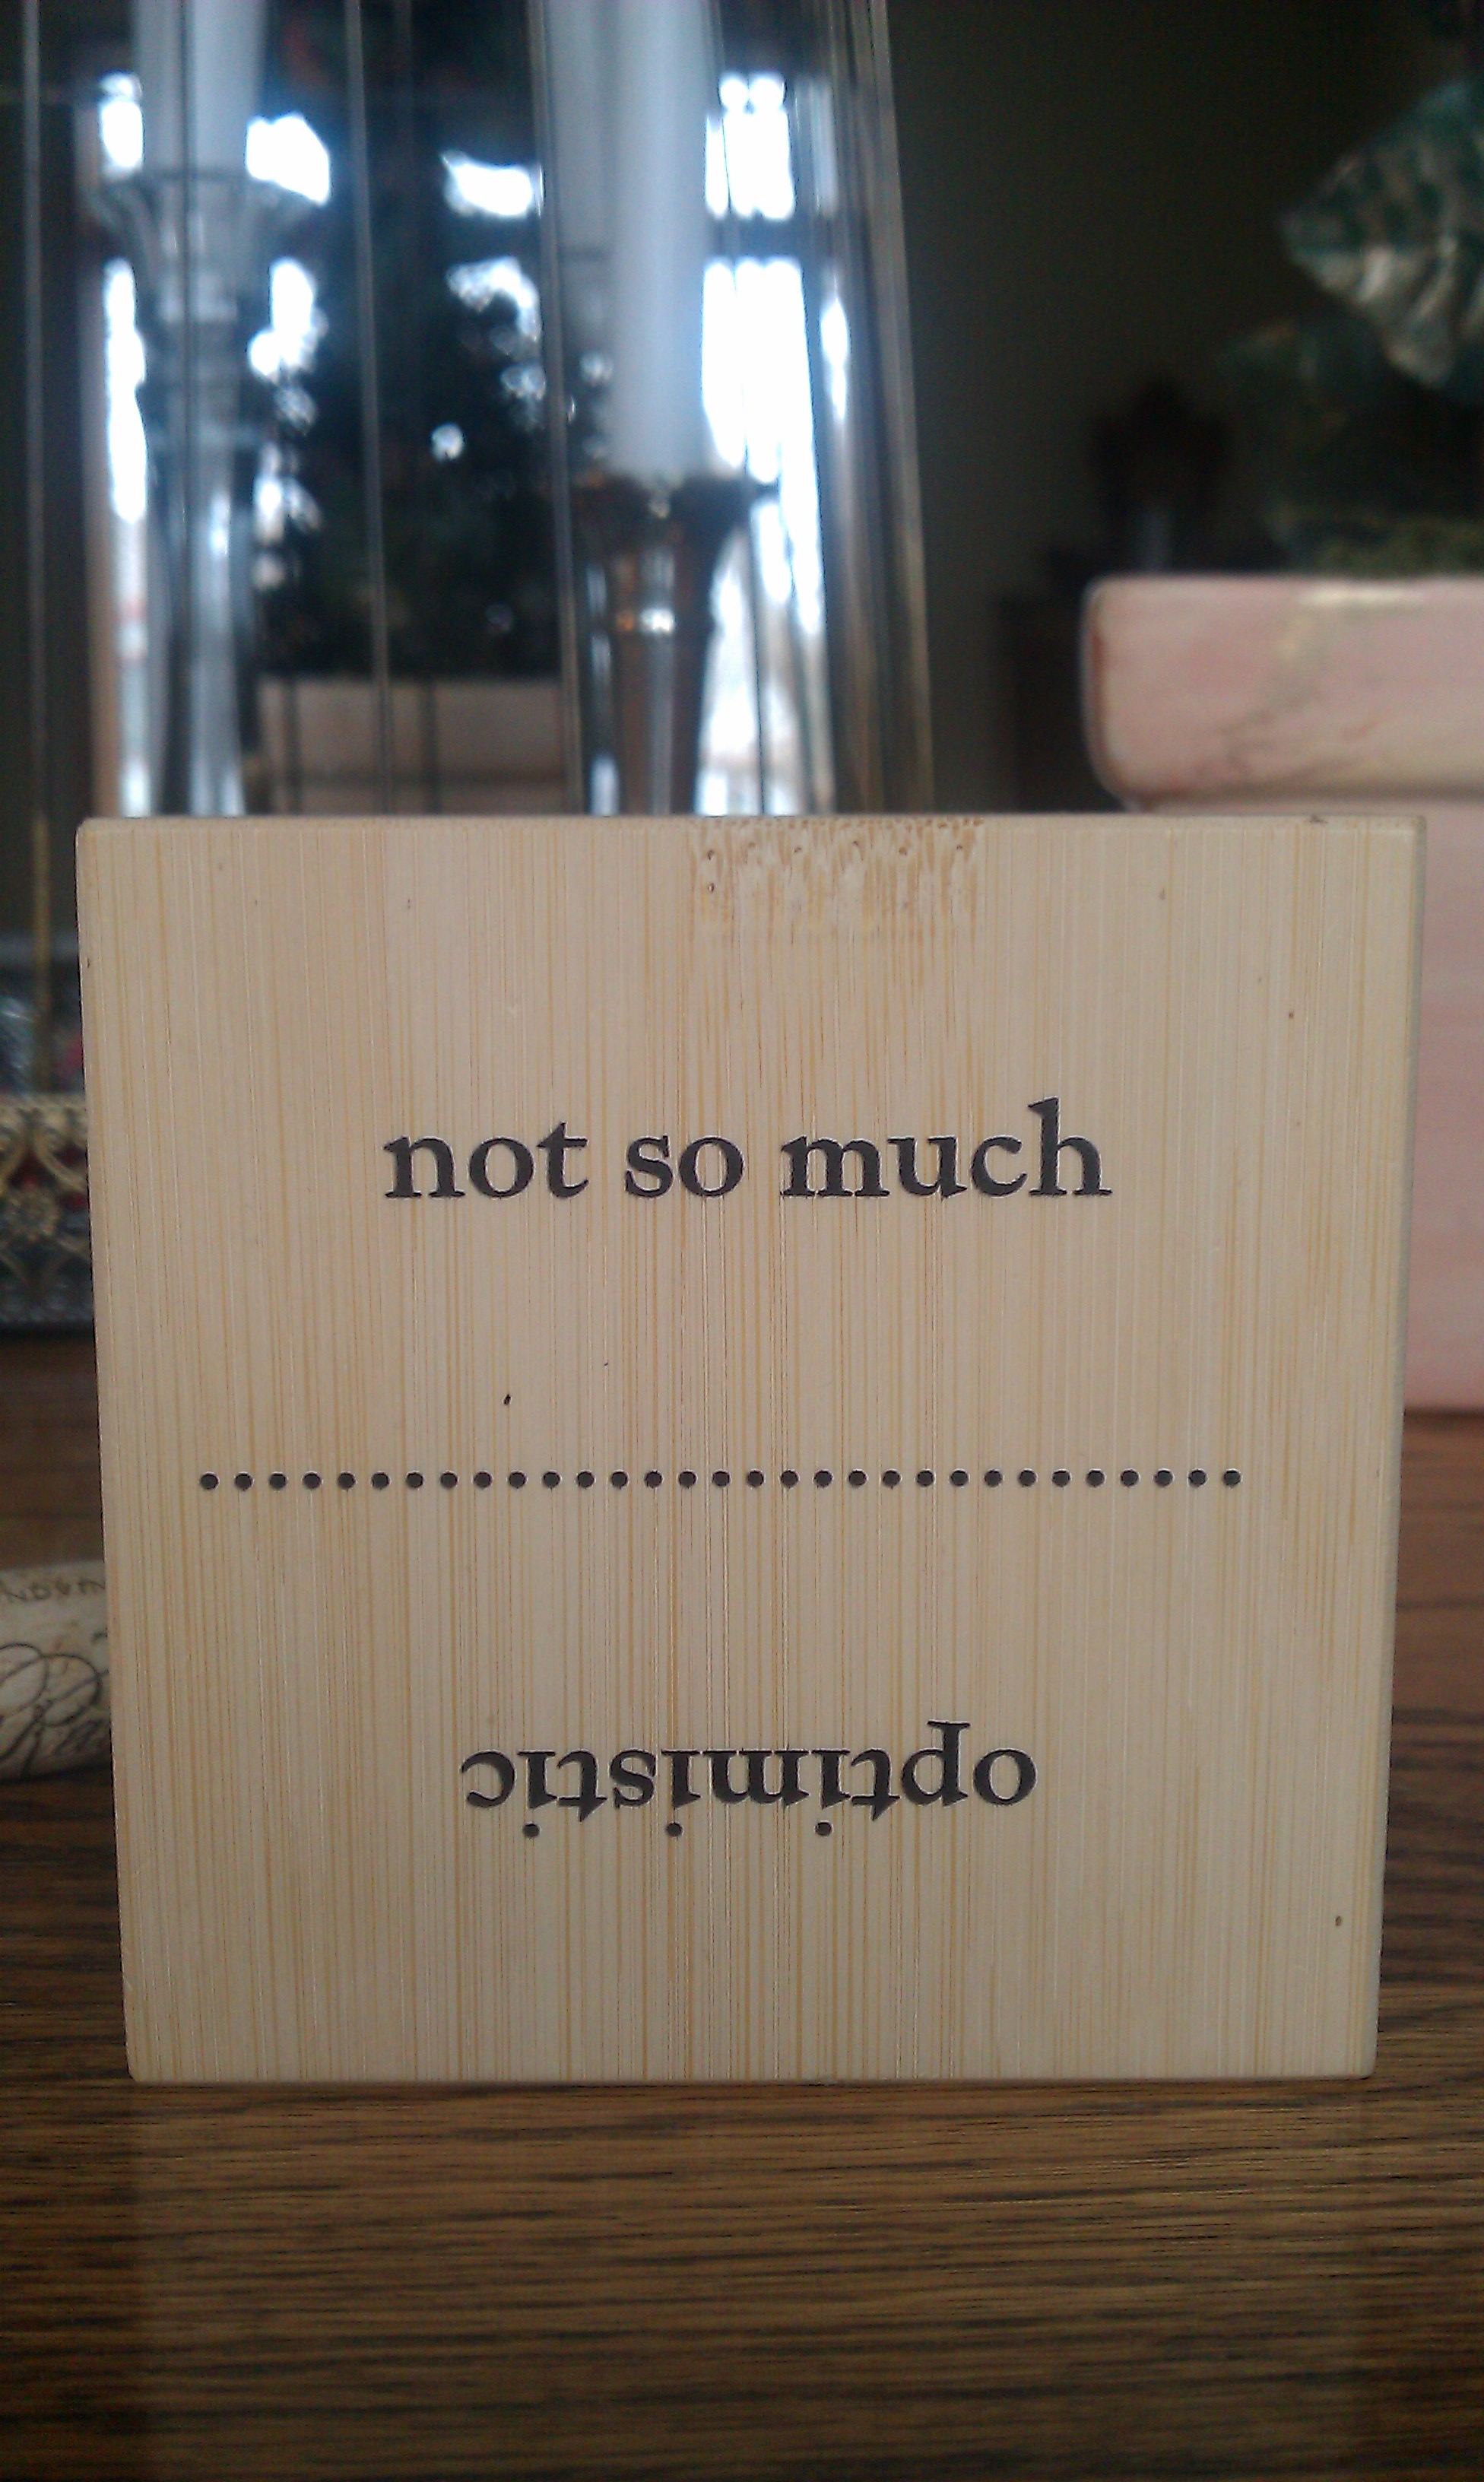 not so much
optimistic